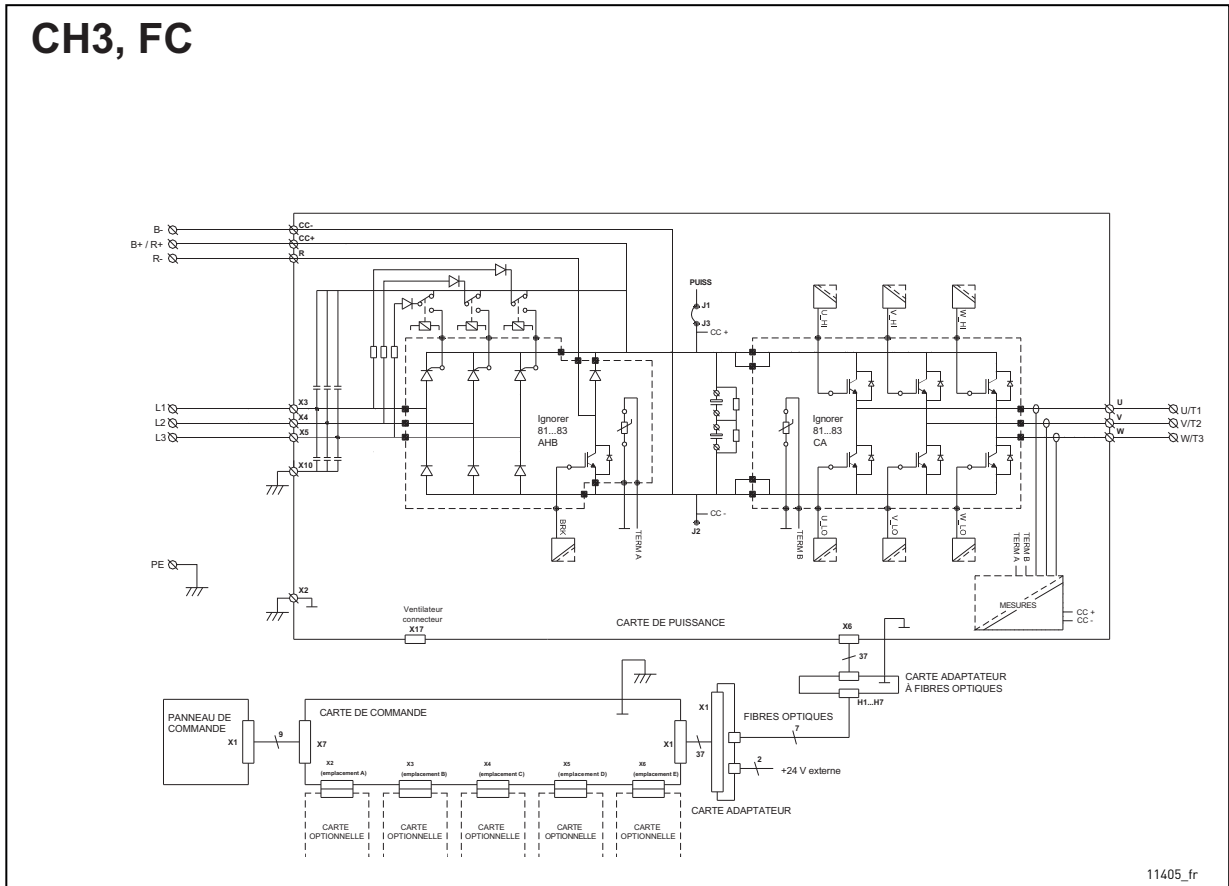 CH3, FC
B-
B+ / R+
R-
CC-
CC+
R
PUISS
J1
J3
CC +
U_HI
V_HI
W_HI
L1
L2
L3
X3
X4
X5
X10
Ignorer
81...83
AHB
Ignorer
81...83
CA
U
V
W
U/T1
V/T2
W/T3
BRK
TERM A
CC -
J2
TERM B
U_LO
V_LO
W_LO
TERM A
TERM B
MESURES
CC +
CC -
PE
X2
Ventilateur
connecteur
X17
CARTE DE PUISSANCE
X6
37
CARTE ADAPTATEUR
À FIBRES OPTIQUES
H1...H7
PANNEAU DE
COMMANDE
X1
9
X7
CARTE DE COMMANDE
X1
37
X1
FIBRES OPTIQUES
7
2
+24 V externe
CARTE ADAPTATEUR
X2
(emplacement A)
X3
(emplacement B)
X4
(emplacement C)
X5
(emplacement D)
X6
(emplacement E)
CARTE
OPTIONNELLE
CARTE
OPTIONNELLE
CARTE
OPTIONNELLE
CARTE
OPTIONNELLE
CARTE
OPTIONNELLE
11405_fr